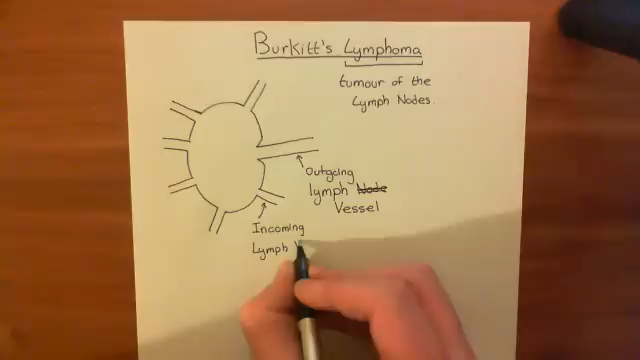 Burkitt's Lymphoma
tumour of the
Lymph Nodes.
Outgoing
lymph Node
Vessel
Incoming
Lymph